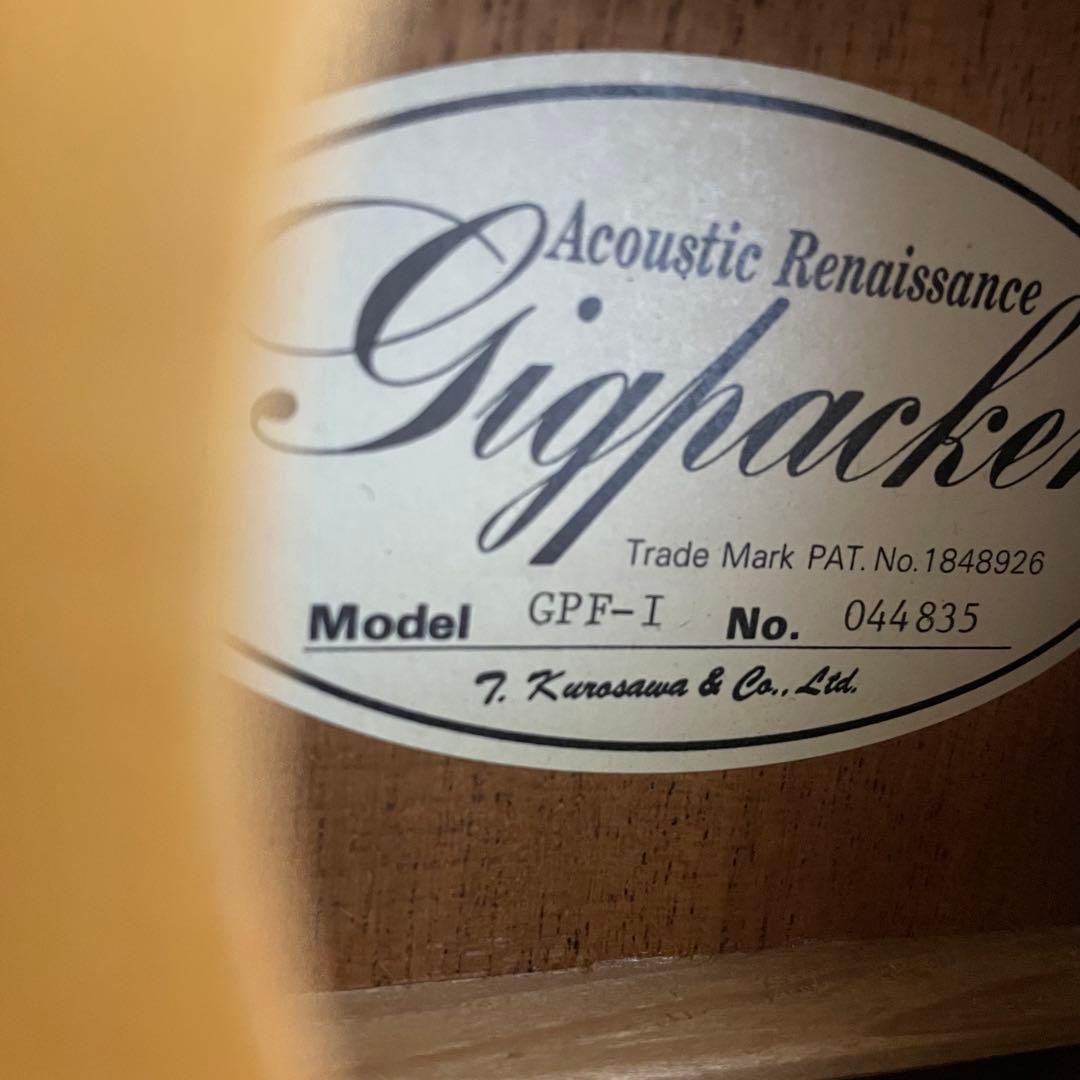 Acoustic Renaissance
Gigpacker
Trade Mark PAT. No.1848926
Model GPF-I No. 044835
T. Kurosawa & Co., Ltd.